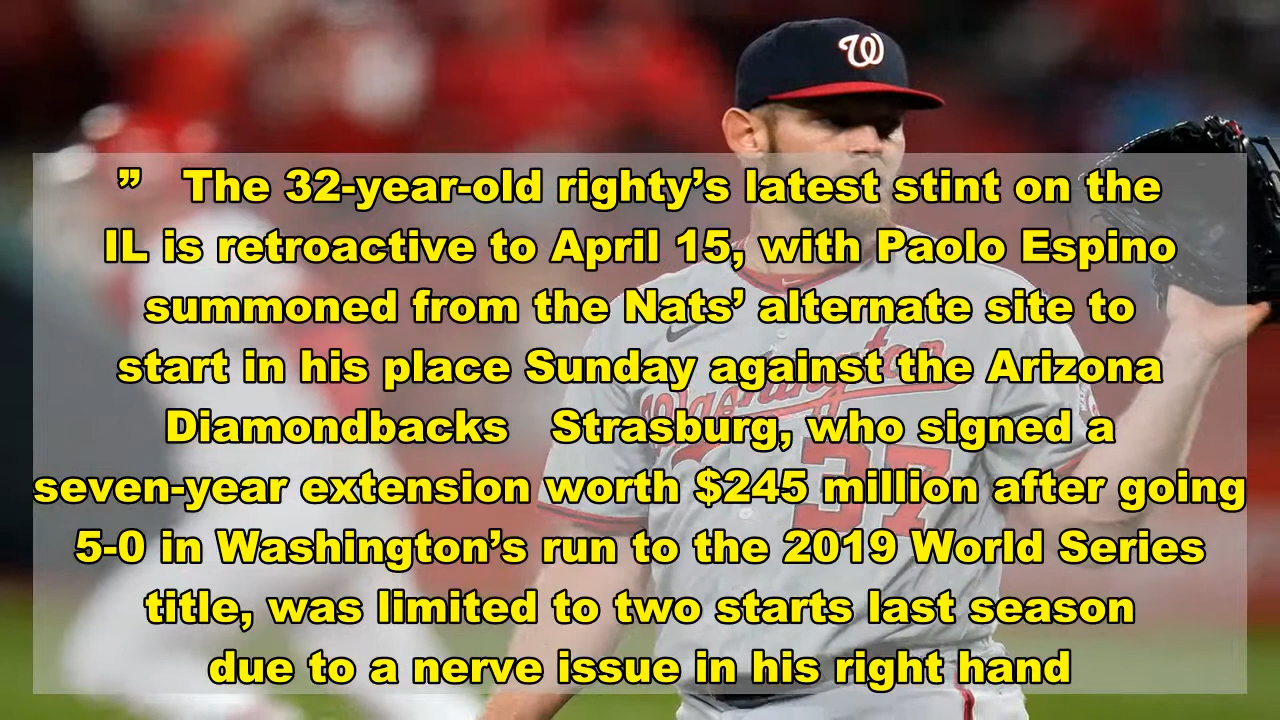 W
” The 32-year-old righty’s latest stint on the
IL is retroactive to April 15, with Paolo Espino
summoned from the Nats’ alternate site to
start in his place Sunday against the Arizona
Diamondbacks Strasburg, who signed a
seven-year extension worth $245 million after going
5-0 in Washington’s run to the 2019 World Series
title, was limited to two starts last season
due to a nerve issue in his right hand
Washington
37